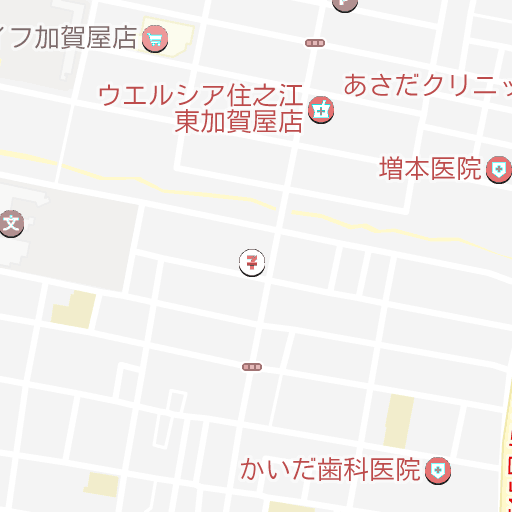 イフ加賀屋店
ウエルシア住之江
東加賀屋店
あさだクリニッ
増本医院
文
かいだ歯科医院